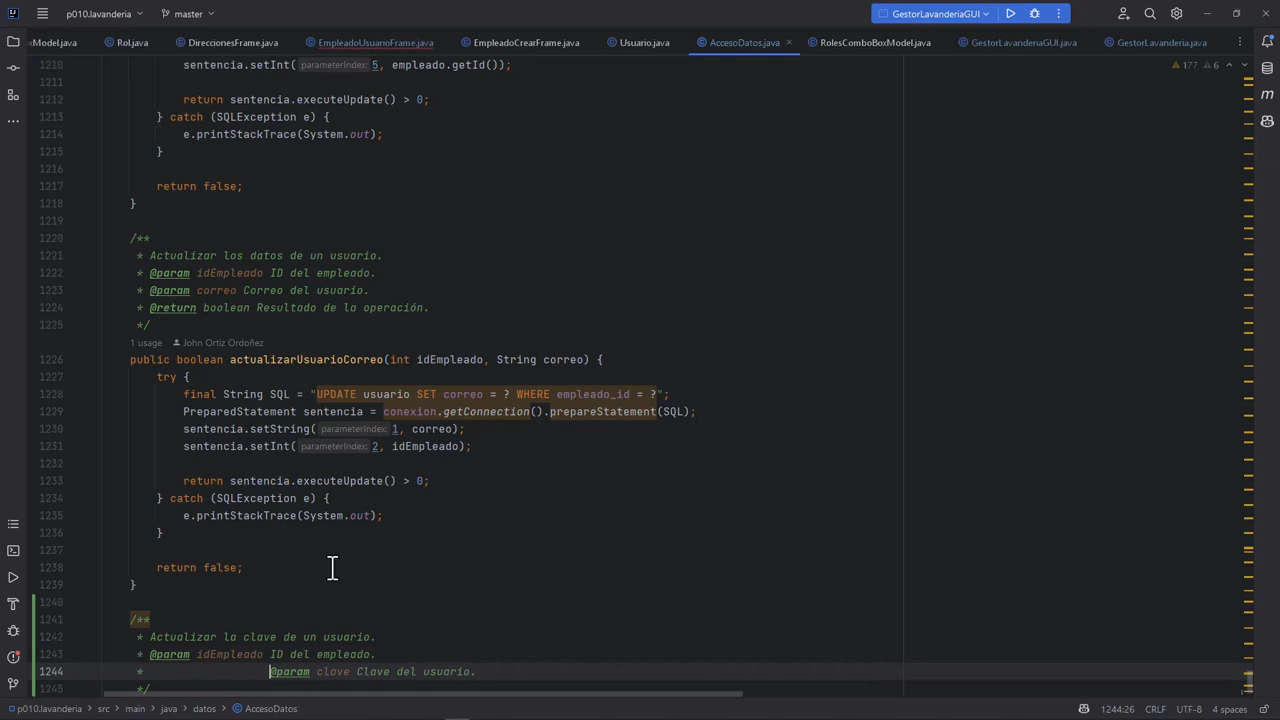 p010.lavanderia master GestorLavanderiaGUI
xModel.java Rol.java DireccionesFrame.java EmpleadoUsuarioFrame.java EmpleadoCrearFrame.java Usuario.java AccesoDatos.java RolesComboBoxModel.java GestorLavanderiaGUI.java GestorLavanderia.java
177 6
1210 sentencia.setInt( parameterIndex: 5, empleado.getId());
1211
1212 return sentencia.executeUpdate() > 0;
1213 } catch (SQLException e) {
1214 e.printStackTrace(System.out);
1215 }
1216
1217 return false;
1218 }
1219
1220 /**
1221 * Actualizar los datos de un usuario.
1222 * @param idEmpleado ID del empleado.
1223 * @param correo Correo del usuario.
1224 * @return boolean Resultado de la operación.
1225 */
1 usage John Ortiz Ordoñez
1226 public boolean actualizarUsuarioCorreo(int idEmpleado, String correo) {
1227 try {
1228 final String SQL = "UPDATE usuario SET correo = ? WHERE empleado_id = ?";
1229 PreparedStatement sentencia = conexion.getConnection().prepareStatement(SQL);
1230 sentencia.setString( parameterIndex: 1, correo);
1231 sentencia.setInt( parameterIndex: 2, idEmpleado);
1232
1233 return sentencia.executeUpdate() > 0;
1234 } catch (SQLException e) {
1235 e.printStackTrace(System.out);
1236 }
1237
1238 return false;
1239 }
1240
1241 /**
1242 * Actualizar la clave de un usuario.
1243 * @param idEmpleado ID del empleado.
1244 * @param clave Clave del usuario.
1245 */
p010.lavanderia > src > main > java > datos > AccesoDatos 1244:26 CRLF UTF-8 4 spaces